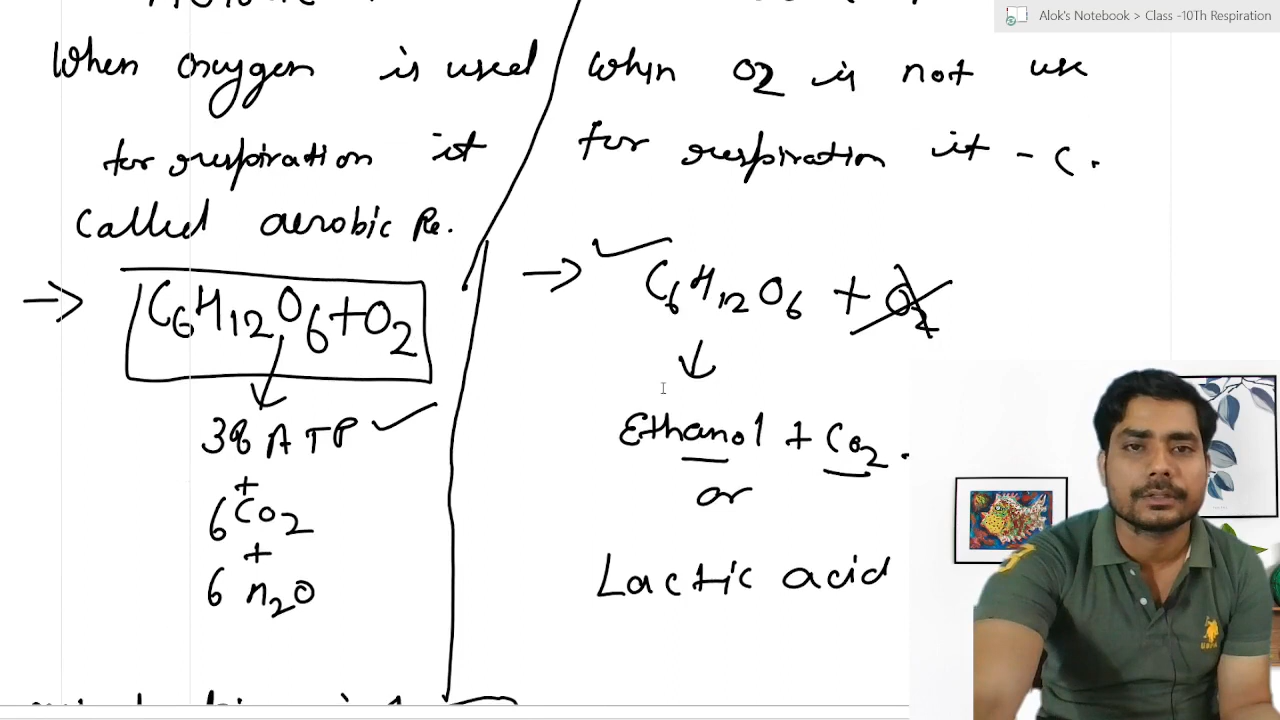 Alok's Notebook > Class -10Th Respiration
When oxygen is used
for respiration it
Called aerobic Re.
→ C6H12O6+O2
38 ATP ✓
+
6CO2
+
6 H2O
When O2 is not use
for respiration it - C.
→ ✓ C6H12O6 + O2
Ethanol + CO2.
or
Lactic acid